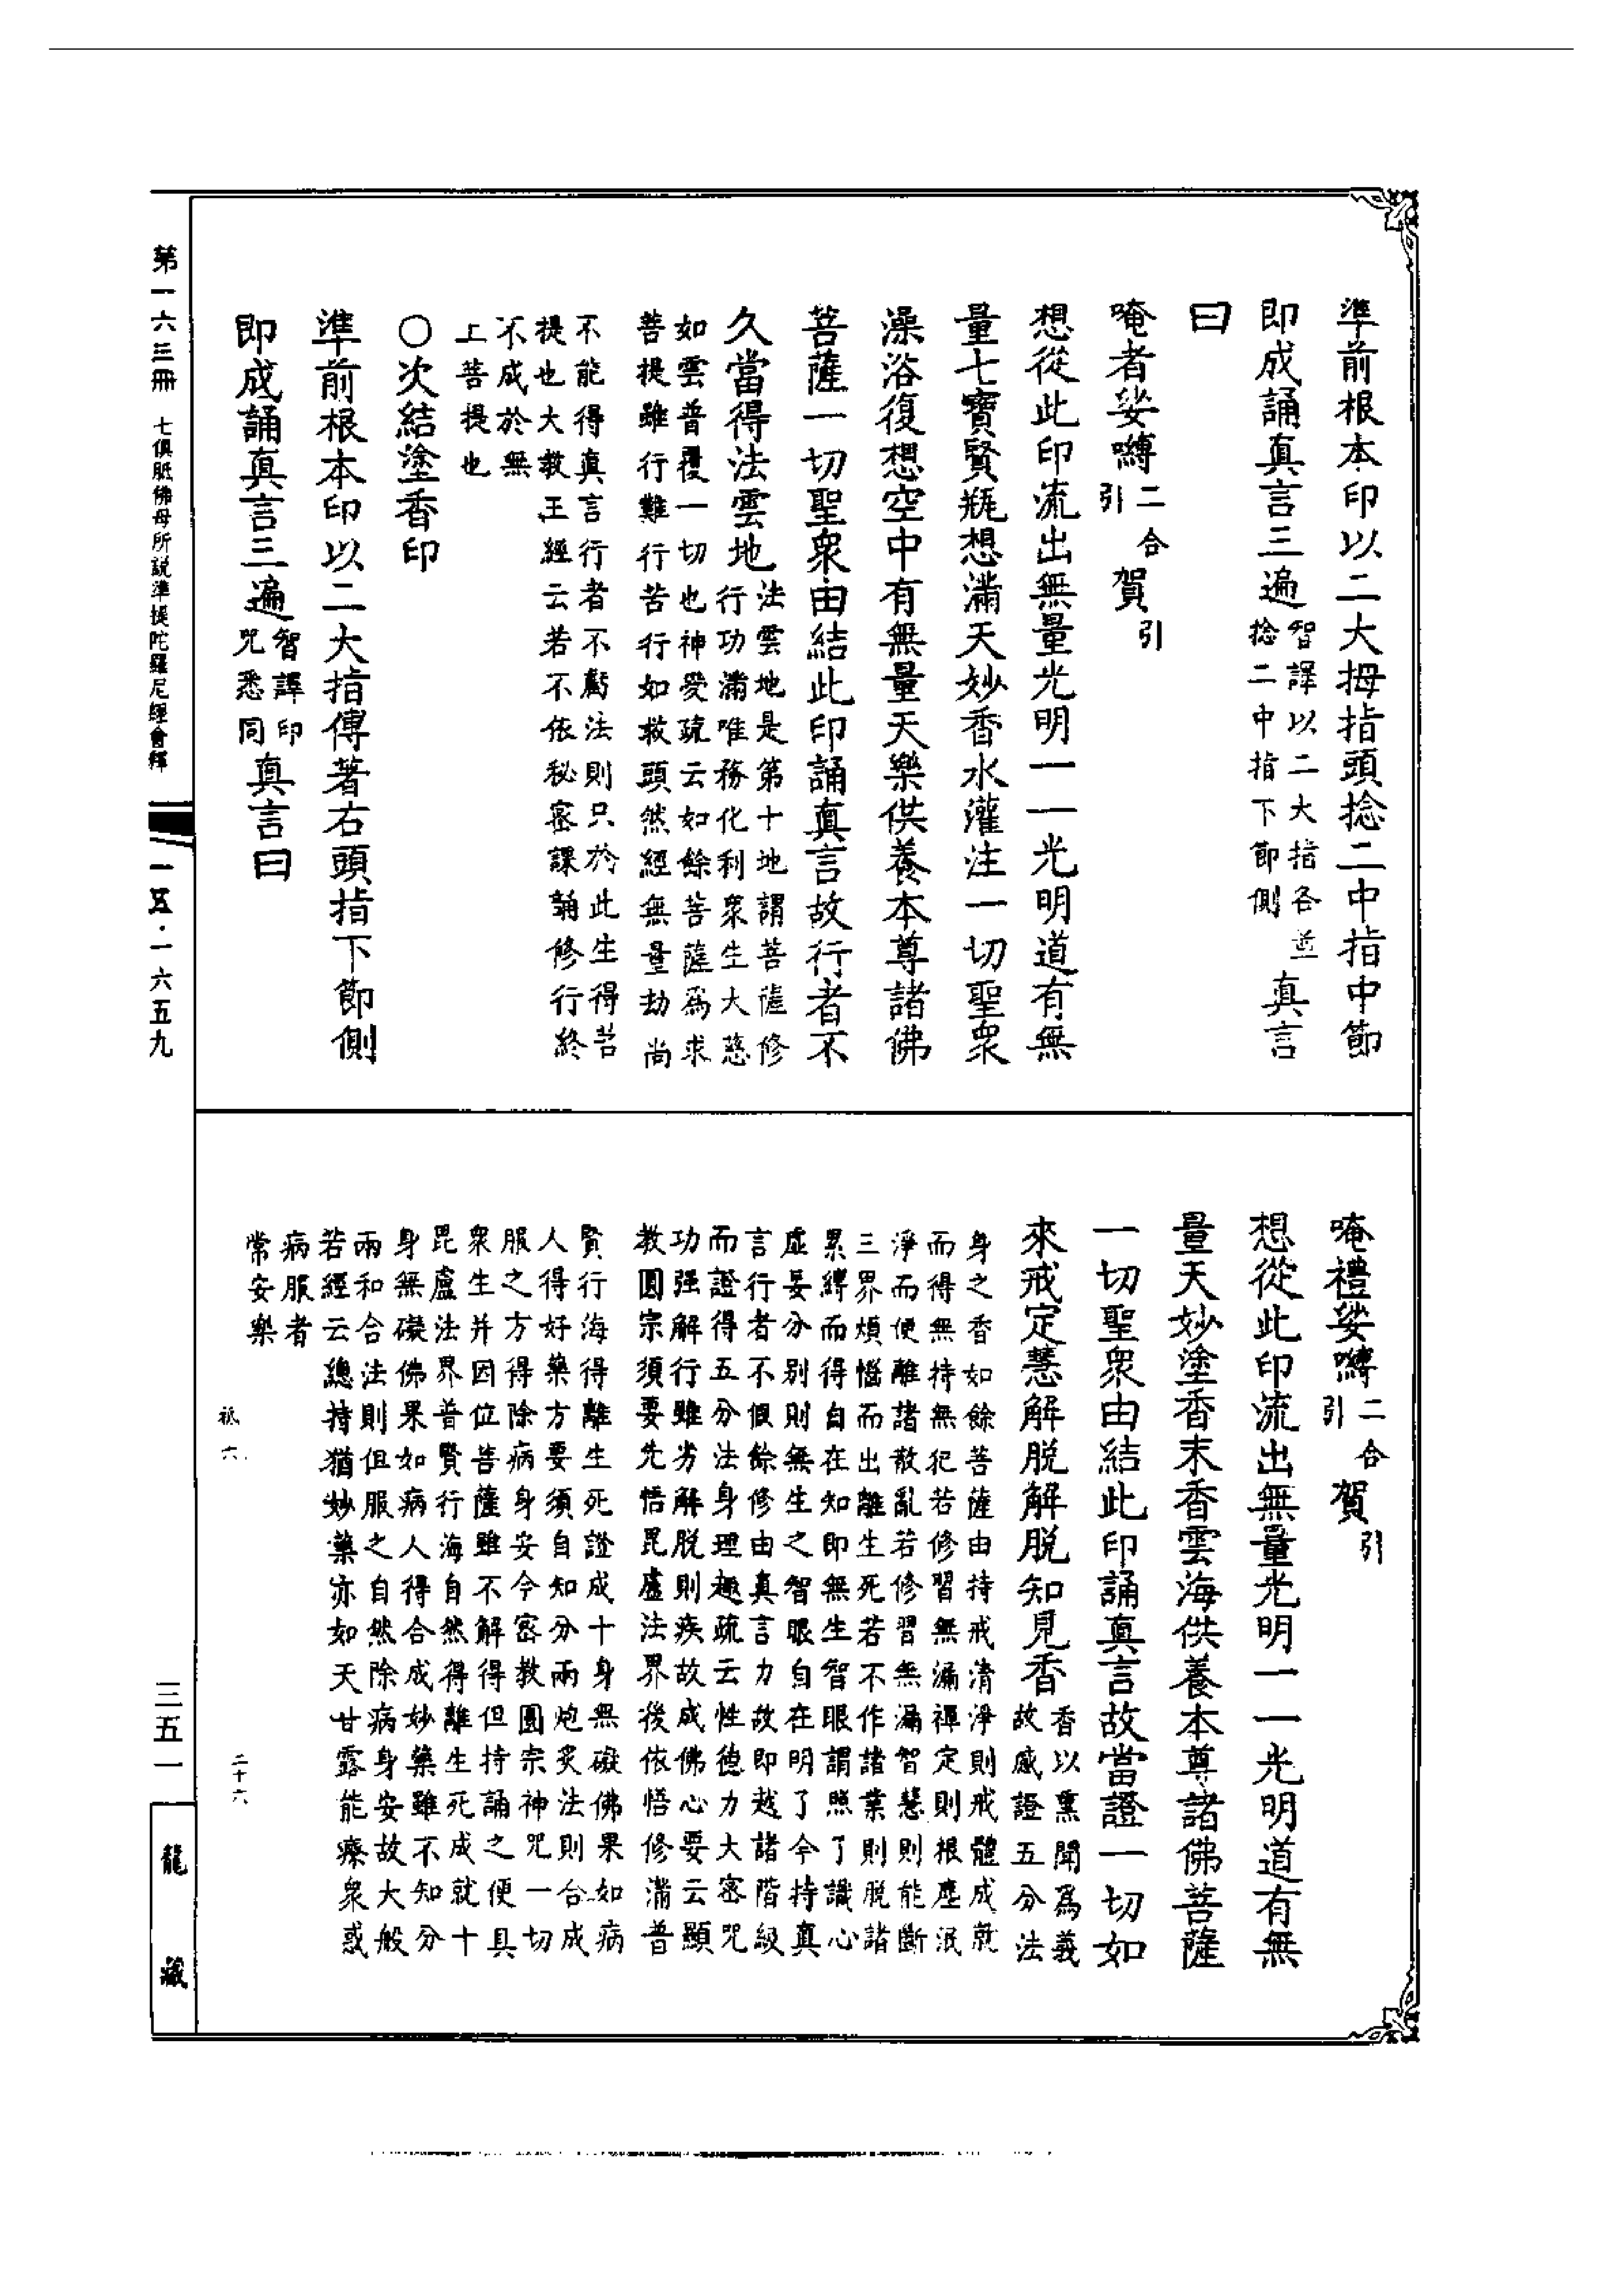 準前根本印以二大拇指頭捻二中指中節
即成誦真言三遍智譯以二大指各並捻二中指下節側真言
曰
唵者娑嚩二合引賀引
想從此印流出無量光明一一光明道有無
量七寶賢瓶想滿天妙香水灌注一切聖衆
澡浴復想空中有無量天樂供養本尊諸佛
菩薩一切聖衆由結此印誦真言故行者不
久當得法雲地法雲地是第十地謂菩薩修行功滿唯務化利衆生大慈
如雲普覆一切也神變疏云如餘菩薩爲求
菩提雖行難行苦行如救頭然經無量劫尚
不能得真言行者不虧法則只於此生得菩
提也大教王經云若不依秘密課誦修行終
不成於無
上菩提也
○次結塗香印
準前根本印以二大指傅著右頭指下節側
即成誦真言三遍智譯印咒悉同真言曰
唵禮娑嚩二合引賀引
想從此印流出無量光明一一光明道有無
量天妙塗香末香雲海供養本尊諸佛菩薩
一切聖衆由結此印誦真言故當證一切如
來戒定慧解脫解脫知見香香以熏聞爲義故感證五分法
身之香如餘菩薩由持戒清淨則戒體成就
而得無持無犯若修習無漏禪定則根塵泯
淨而便離諸散亂若修習無漏智慧則能斷
三界煩惱而出離生死若不作諸業則脫諸
累縛而得自在知即無生智眼謂照了識心
虛妄分別則無生之智眼自在明了今持真
言行者不假餘修由真言力故即越諸階級
而證得五分法身理趣疏云性德力大密咒
功强解行雖劣解脫則疾故成佛心要云顯
教圓宗須要先悟毘盧法界後依悟修滿普
賢行海得離生死證成十身無礙佛果如病
人得好藥方要須自知分兩炮炙法則合成
服之方得除病身安今密教圓宗神咒一切
衆生并因位菩薩雖不解得但持誦之便具
毘盧法界普賢行海自然得離生死成就十
身無礙佛果如病人得合成妙藥雖不知分
兩和合法則但服之自然除病身安故大般
若經云總持猶妙藥亦如天甘露能療衆惑
病服者
常安樂
祇六
二十六
第一六三冊 七俱胝佛母所説準提陀羅尼經會釋
一五·一六五九
三五一
龍藏